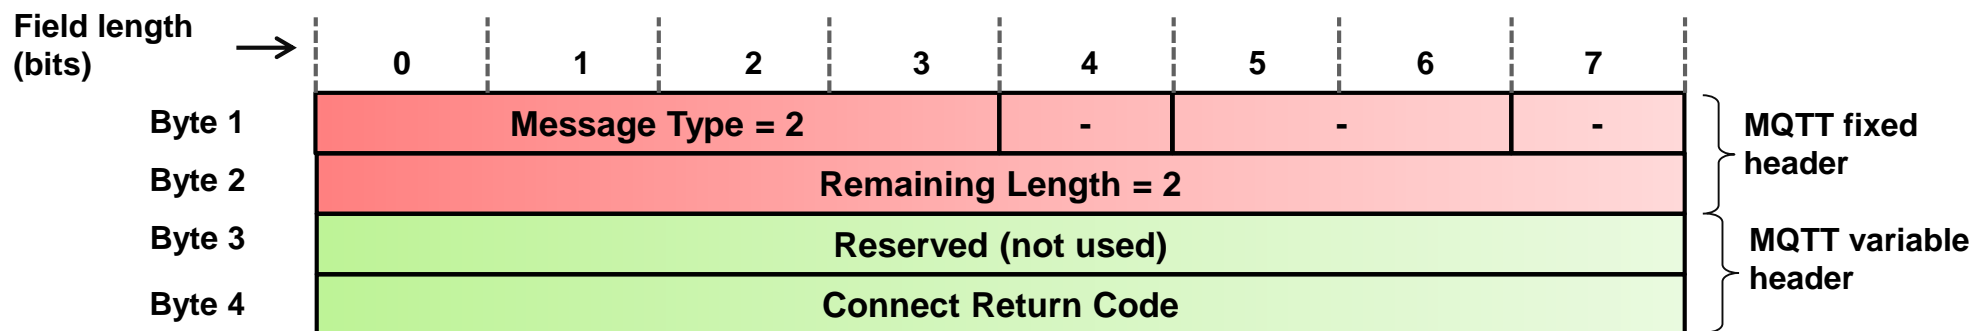 Field length
(bits)
0 1 2 3 4 5 6 7
Byte 1 Message Type = 2 - - -
MQTT fixed
header
Byte 2 Remaining Length = 2
Byte 3 Reserved (not used)
MQTT variable
header
Byte 4 Connect Return Code